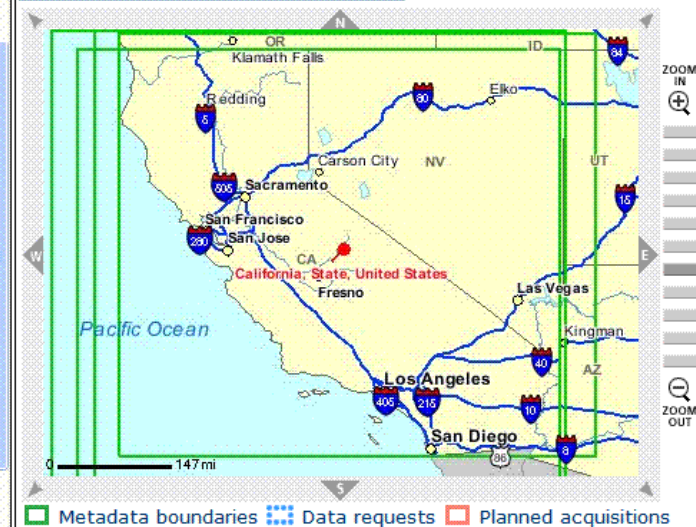 N
OR
ID
84
Klamath Falls
ZOOM
IN
80
Elko
Redding
5
Carson City
NV
UT
505
Sacramento
15
San Francisco
280
San Jose
W
CA
E
California, State, United States
Fresno
Las Vegas
Pacific Ocean
Kingman
40
AZ
Los Angeles
405
215
10
ZOOM
OUT
San Diego
8
86
0
147mi
S
Metadata boundaries
Data requests
Planned acquisitions